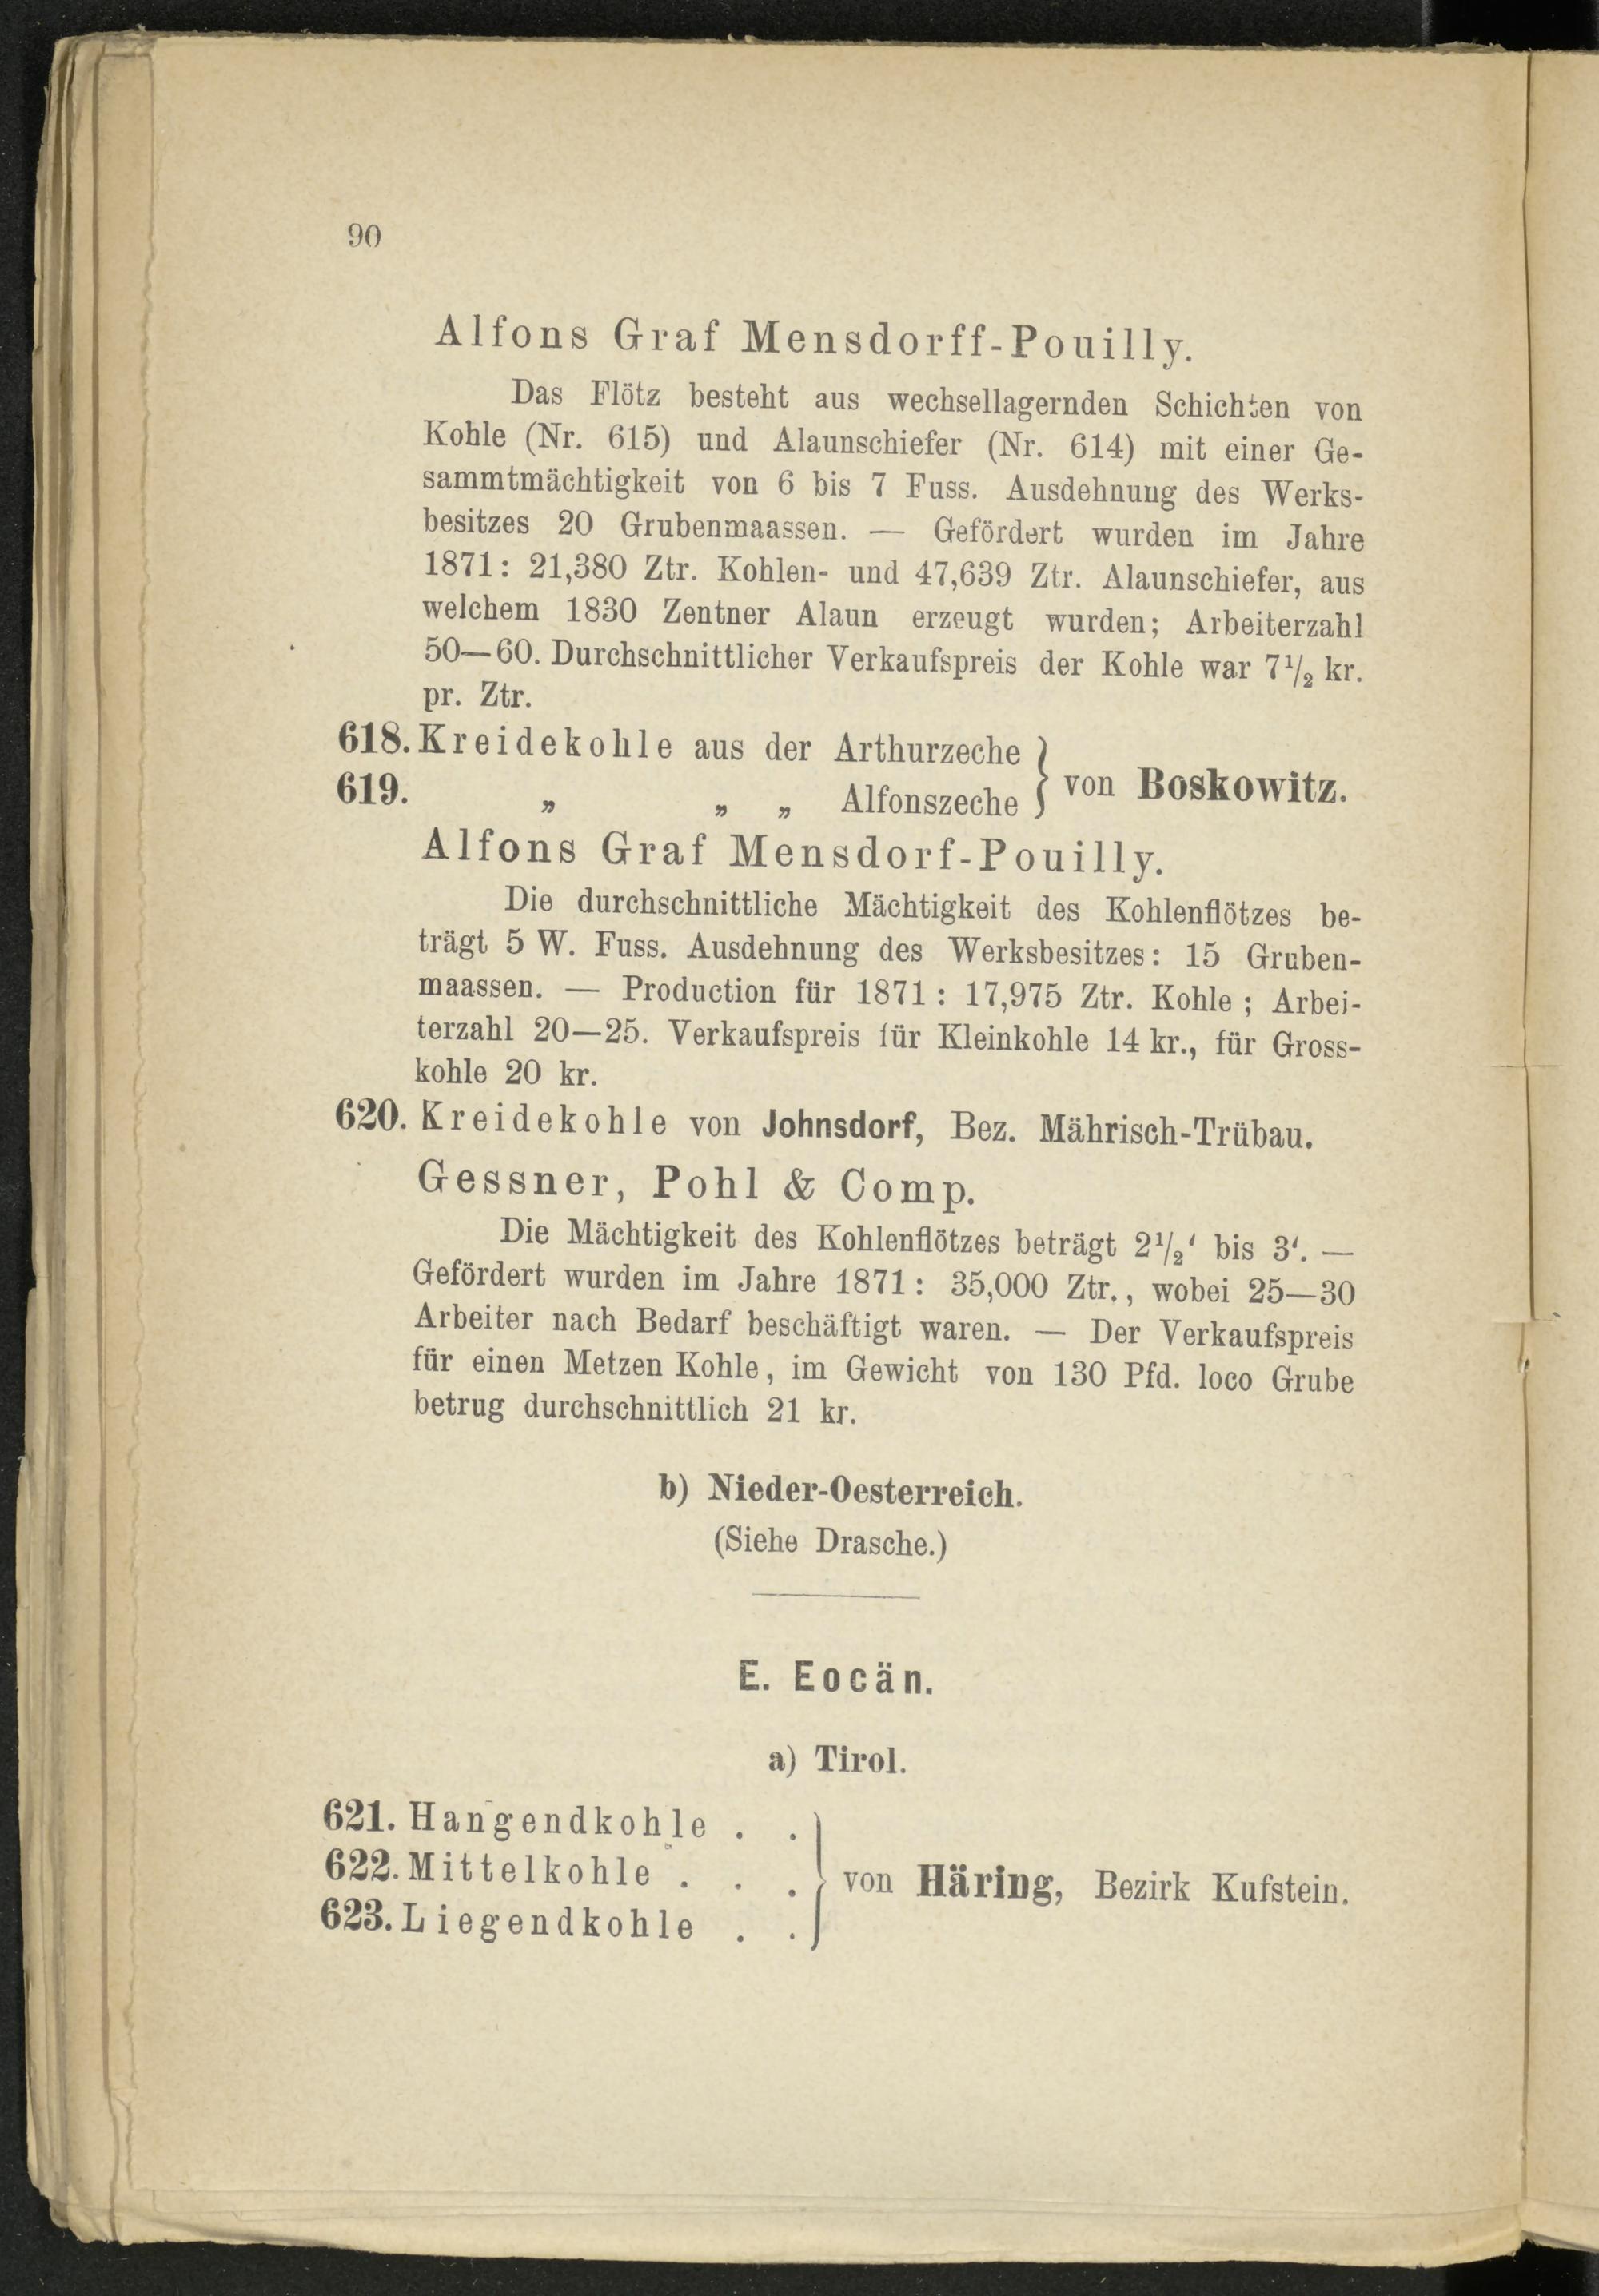 90
Alfons Graf Mensdorff-Pouilly.
Das Flötz besteht aus wechsellagernden Schichten von
Kohle (Nr. 615) und Alaunschiefer (Nr. 614) mit einer Ge-
sammtmächtigkeit von 6 bis 7 Fuss. Ausdehnung des Werks-
besitzes 20 Grubenmaassen. — Gefördert wurden im Jahre
1871: 21,380 Ztr. Kohlen- und 47,639 Ztr. Alaunschiefer, aus
welchem 1830 Zentner Alaun erzeugt wurden; Arbeiterzahl
50—60. Durchschnittlicher Verkaufspreis der Kohle war 7½ kr.
pr. Ztr.
618. Kreidekohle aus der Arthurzeche } von Boskowitz.
619. „ „ „ Alfonszeche
Alfons Graf Mensdorf-Pouilly.
Die durchschnittliche Mächtigkeit des Kohlenflötzes be-
trägt 5 W. Fuss. Ausdehnung des Werksbesitzes: 15 Gruben-
maassen. — Production für 1871: 17,975 Ztr. Kohle; Arbei-
terzahl 20—25. Verkaufspreis für Kleinkohle 14 kr., für Gross-
kohle 20 kr.
620. Kreidekohle von Johnsdorf, Bez. Mährisch-Trübau.
Gessner, Pohl & Comp.
Die Mächtigkeit des Kohlenflötzes beträgt 2½‘ bis 3‘. —
Gefördert wurden im Jahre 1871: 35,000 Ztr., wobei 25—30
Arbeiter nach Bedarf beschäftigt waren. — Der Verkaufspreis
für einen Metzen Kohle, im Gewicht von 130 Pfd. loco Grube
betrug durchschnittlich 21 kr.
b) Nieder-Oesterreich.
(Siehe Drasche.)
E. Eocän.
a) Tirol.
621. Hangendkohle . .
622. Mittelkohle . . . } von Häring, Bezirk Kufstein.
623. Liegendkohle . .